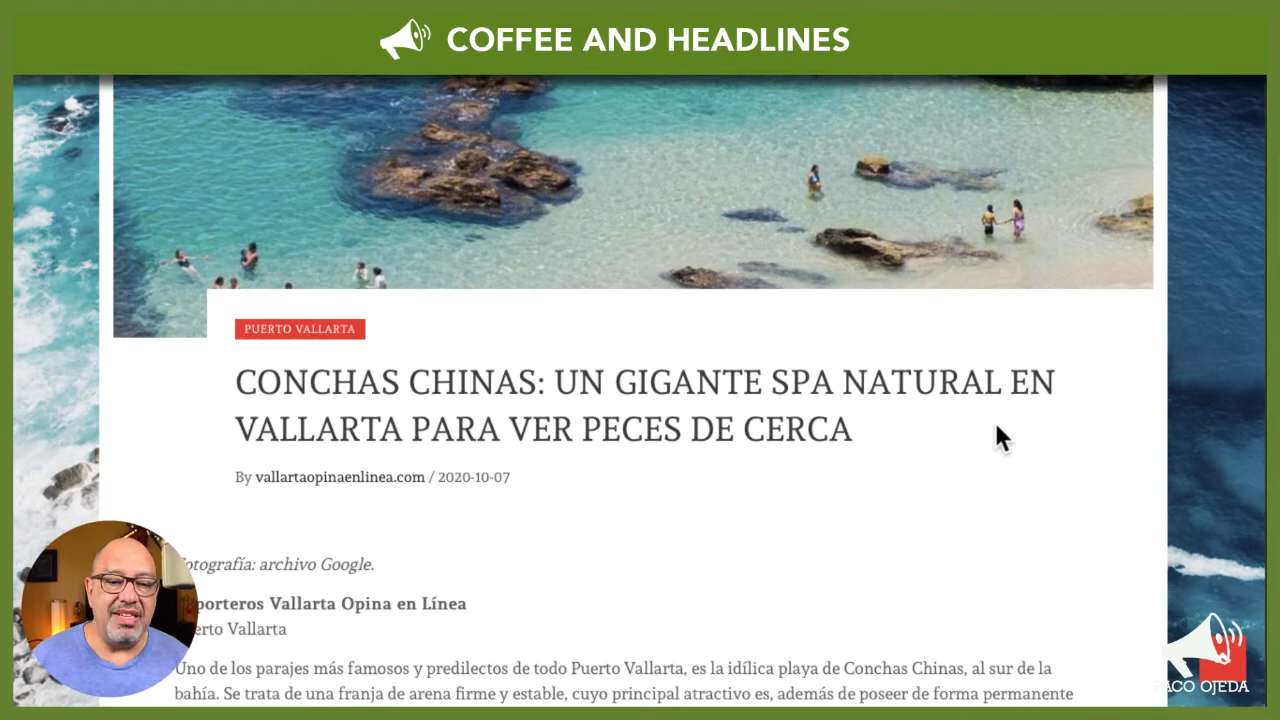 COFFEE AND HEADLINES
PUERTO VALLARTA
CONCHAS CHINAS: UN GIGANTE SPA NATURAL EN
VALLARTA PARA VER PECES DE CERCA
By vallartaopinaenlinea.com / 2020-10-07
otografía: archivo Google.
porteros Vallarta Opina en Línea
erto Vallarta
Uno de los parajes más famosos y predilectos de todo Puerto Vallarta, es la idílica playa de Conchas Chinas, al sur de la
bahía. Se trata de una franja de arena firme y estable, cuyo principal atractivo es, además de poseer de forma permanente
PACO OJEDA